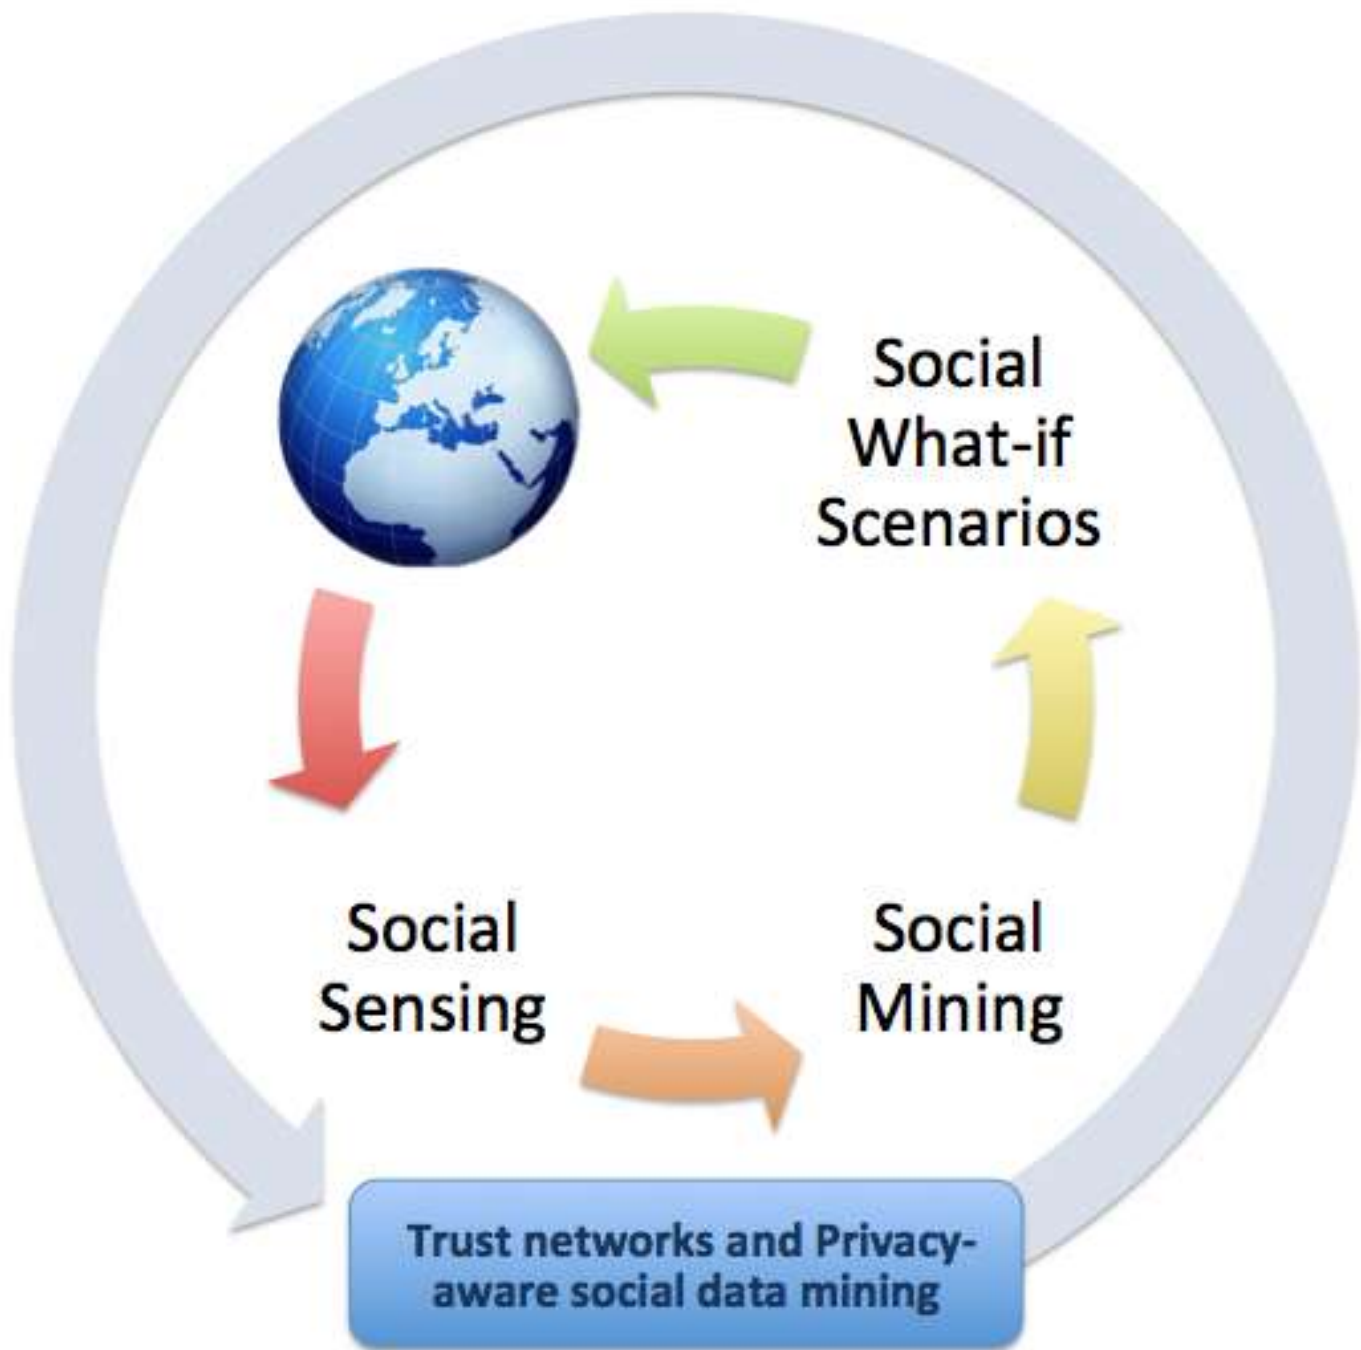 Social
What-if
Scenarios
Social
Sensing
Social
Mining
Trust networks and Privacy-
aware social data mining